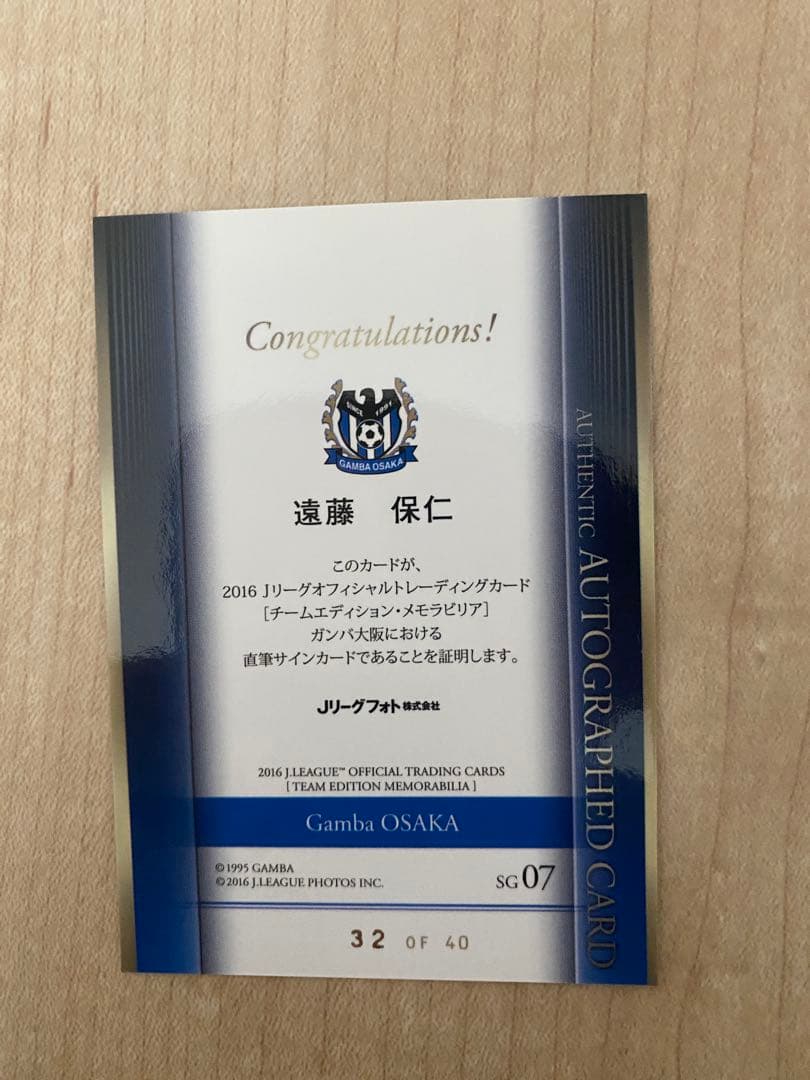 Congratulations!
SINCE 1991
GAMBA OSAKA
遠藤 保仁
このカードが、
2016 Jリーグオフィシャルトレーディングカード
[チームエディション・メモラビリア]
ガンバ大阪における
直筆サインカードであることを証明します。
Jリーグフォト株式会社
2016 J.LEAGUE™ OFFICIAL TRADING CARDS
[ TEAM EDITION MEMORABILIA ]
Gamba OSAKA
©1995 GAMBA
©2016 J.LEAGUE PHOTOS INC.
SG 07
32 OF 40
AUTHENTIC AUTOGRAPHED CARD